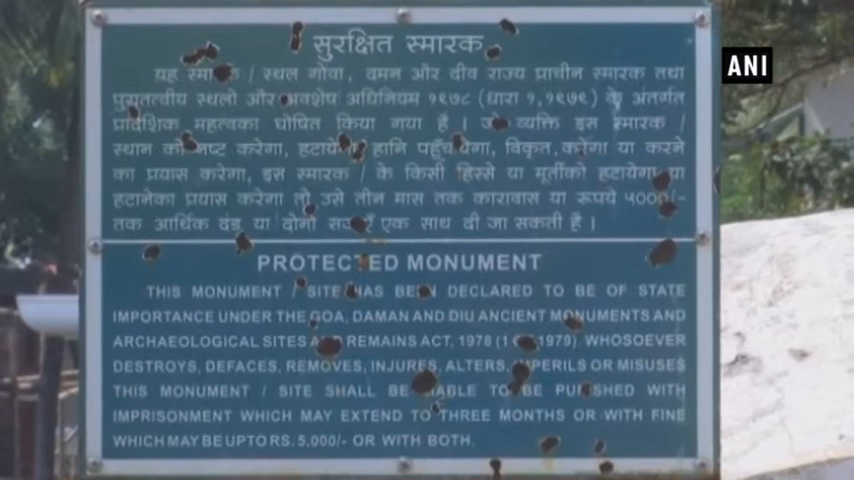 ANI
सुरक्षित स्मारक
यह स्मारक / स्थल गोवा, दमन और दीव राज्य प्राचीन स्मारक तथा
पुरातत्वीय स्थलो और अवशेष अधिनियम १९७८ (धारा १,१९७९) के अंतर्गत
प्रादेशिक महत्वका घोषित किया गया है । जो व्यक्ति इस स्मारक /
स्थान को नष्ट करेगा, हटायेगा, हानि पहुँचायेगा, विकृत करेगा या करने
का प्रयास करेगा, इस स्मारक / के किसी हिस्से या मूर्तीको हटायेगा या
हटानेका प्रयास करेगा तो उसे तीन मास तक कारावास या रूपये ५०००/-
तक आर्थिक दंड या दोनो सजाएँ एक साथ दी जा सकती है ।
PROTECTED MONUMENT
THIS MONUMENT / SITE HAS BEEN DECLARED TO BE OF STATE
IMPORTANCE UNDER THE GOA, DAMAN AND DIU ANCIENT MONUMENTS AND
ARCHAEOLOGICAL SITES AND REMAINS ACT, 1978 (1 OF 1979). WHOSOEVER
DESTROYS, DEFACES, REMOVES, INJURES, ALTERS, IMPERILS OR MISUSES
THIS MONUMENT / SITE SHALL BE LIABLE TO BE PUNISHED WITH
IMPRISONMENT WHICH MAY EXTEND TO THREE MONTHS OR WITH FINE
WHICH MAY BE UPTO RS. 5,000/- OR WITH BOTH.